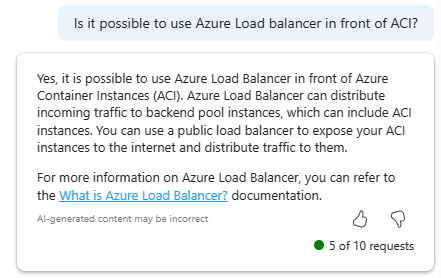 Is it possible to use Azure Load balancer in front of ACI?
Yes, it is possible to use Azure Load Balancer in front of Azure
Container Instances (ACI). Azure Load Balancer can distribute
incoming traffic to backend pool instances, which can include ACI
instances. You can use a public load balancer to expose your ACI
instances to the internet and distribute traffic to them.
For more information on Azure Load Balancer, you can refer to
the What is Azure Load Balancer? documentation.
AI-generated content may be incorrect
5 of 10 requests